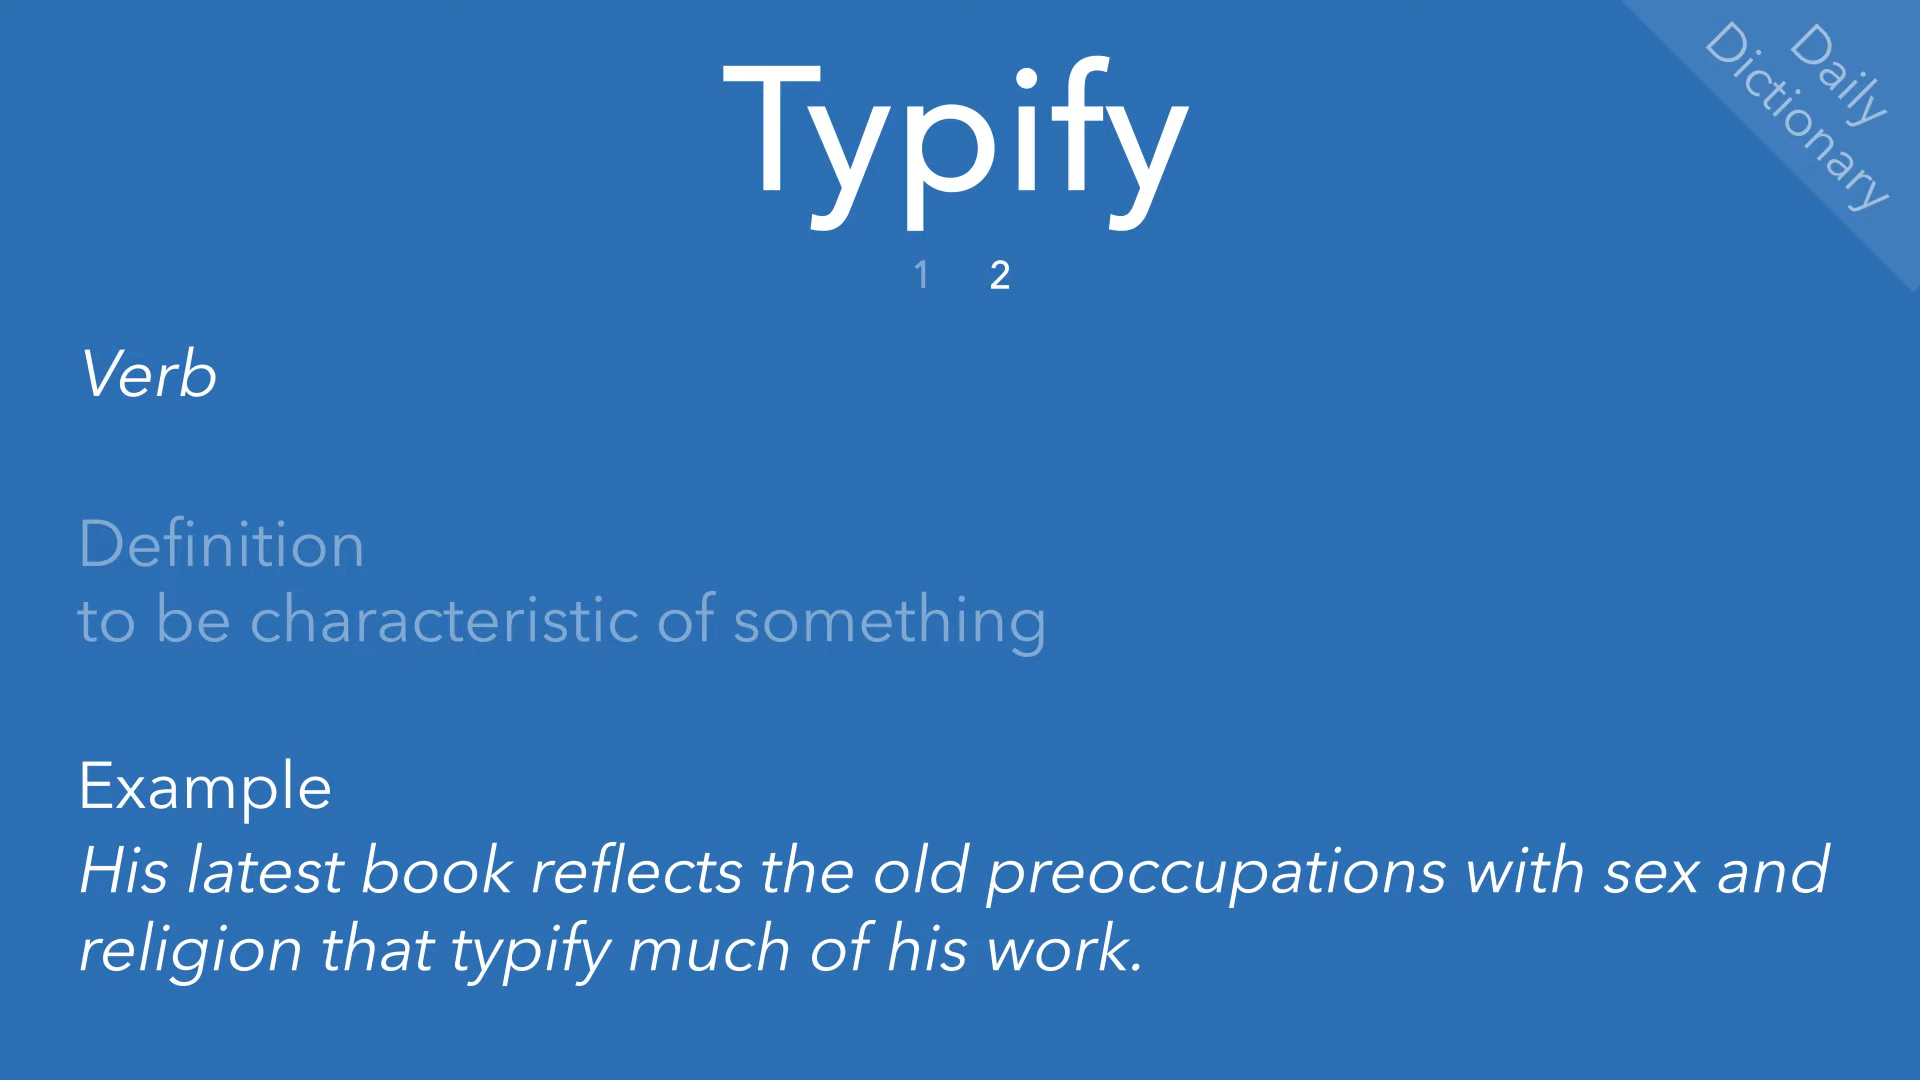 Typify
Daily
Dictionary
1 2
Verb
Definition
to be characteristic of something
Example
His latest book reflects the old preoccupations with sex and
religion that typify much of his work.